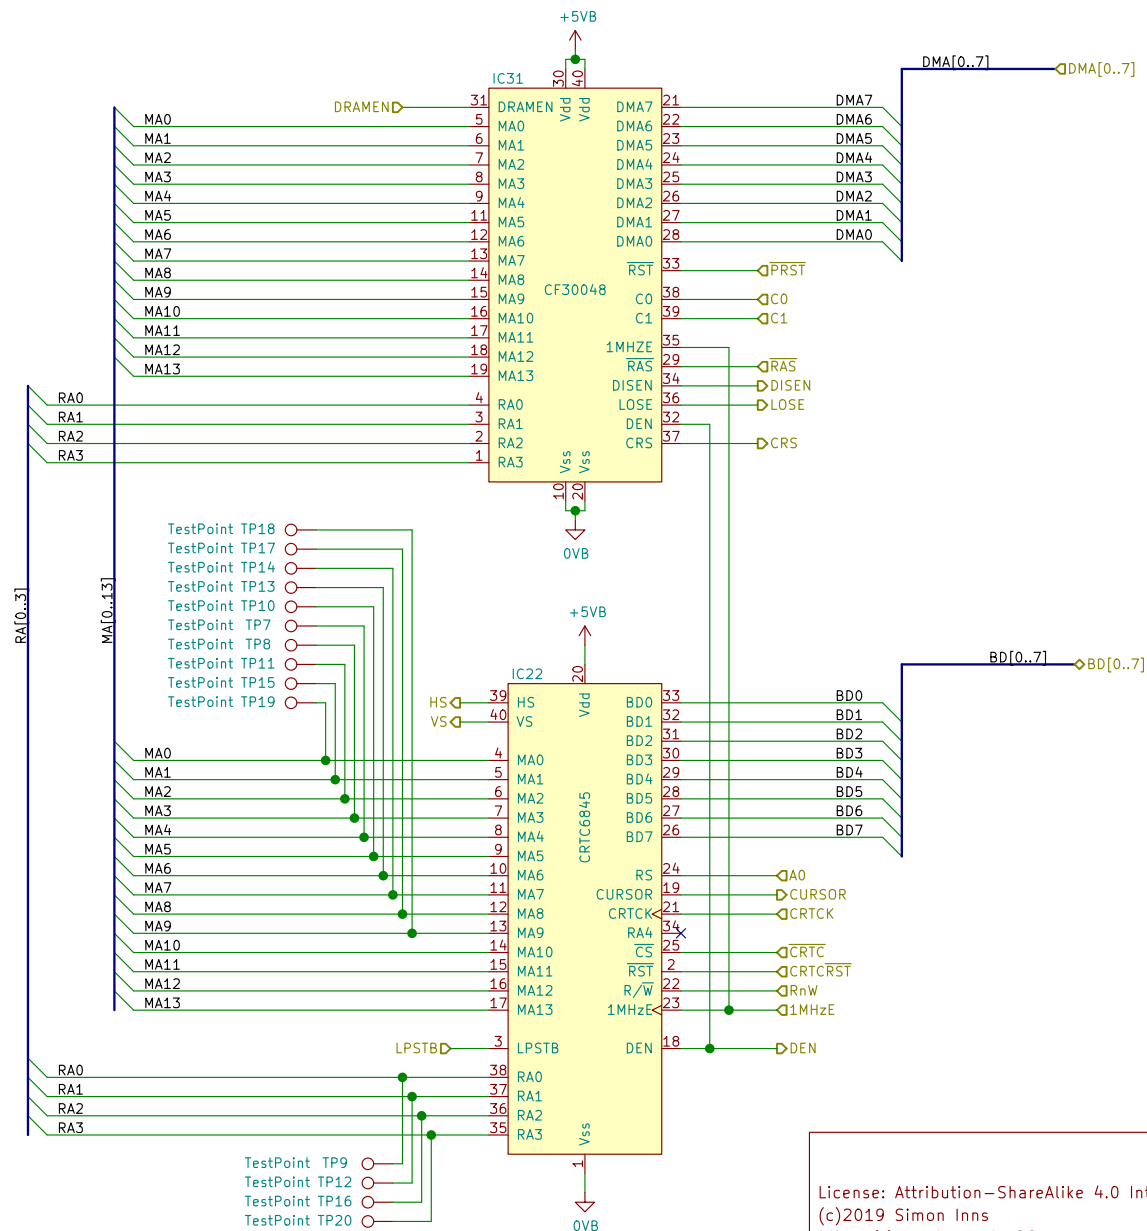 +5VB
IC31
30 40
Vdd Vdd
DMA[0..7] DMA[0..7]
DRAMEN 31 DRAMEN DMA7 21 DMA7
MA0 5 MA0 DMA6 22 DMA6
MA1 6 MA1 DMA5 23 DMA5
MA2 7 MA2 DMA4 24 DMA4
MA3 8 MA3 DMA3 25 DMA3
MA4 9 MA4 DMA2 26 DMA2
MA5 11 MA5 DMA1 27 DMA1
MA6 12 MA6 DMA0 28 DMA0
MA7 13 MA7 RST 33 PRST
MA8 14 MA8
CF30048
MA9 15 MA9 C0 38 C0
MA10 16 MA10 C1 39 C1
MA11 17 MA11 1MHZE 35
MA12 18 MA12 RAS 29 RAS
MA13 19 MA13 DISEN 34 DISEN
RA0 4 RA0 LOSE 36 LOSE
RA1 3 RA1 DEN 32
RA2 2 RA2 CRS 37 CRS
RA3 1 RA3
Vss Vss
10 20
0VB
TestPoint TP18
TestPoint TP17
TestPoint TP14
TestPoint TP13
TestPoint TP10
TestPoint TP7
TestPoint TP8
TestPoint TP11
TestPoint TP15
TestPoint TP19
RA[0..3]
MA[0..13]
+5VB
IC22
20
Vdd
BD[0..7] BD[0..7]
HS 39 HS BD0 33 BD0
VS 40 VS BD1 32 BD1
BD2 31 BD2
MA0 4 MA0 BD3 30 BD3
MA1 5 MA1 BD4 29 BD4
MA2 6 MA2 BD5 28 BD5
MA3 7 MA3 BD6 27 BD6
MA4 8 MA4 BD7 26 BD7
CRTC6845
MA5 9 MA5
MA6 10 MA6 RS 24 A0
MA7 11 MA7 CURSOR 19 CURSOR
MA8 12 MA8 CRTCK 21 CRTCK
MA9 13 MA9 RA4 34
MA10 14 MA10 CS 25 CRTC
MA11 15 MA11 RST 2 CRTCRST
MA12 16 MA12 R/W 22 RnW
MA13 17 MA13 1MHzE 23 1MHzE
LPSTB 3 LPSTB DEN 18 DEN
RA0 38 RA0
RA1 37 RA1
RA2 36 RA2
RA3 35 RA3
Vss
1
0VB
TestPoint TP9
TestPoint TP12
TestPoint TP16
TestPoint TP20
License: Attribution-ShareAlike 4.0 Int
(c)2019 Simon Inns